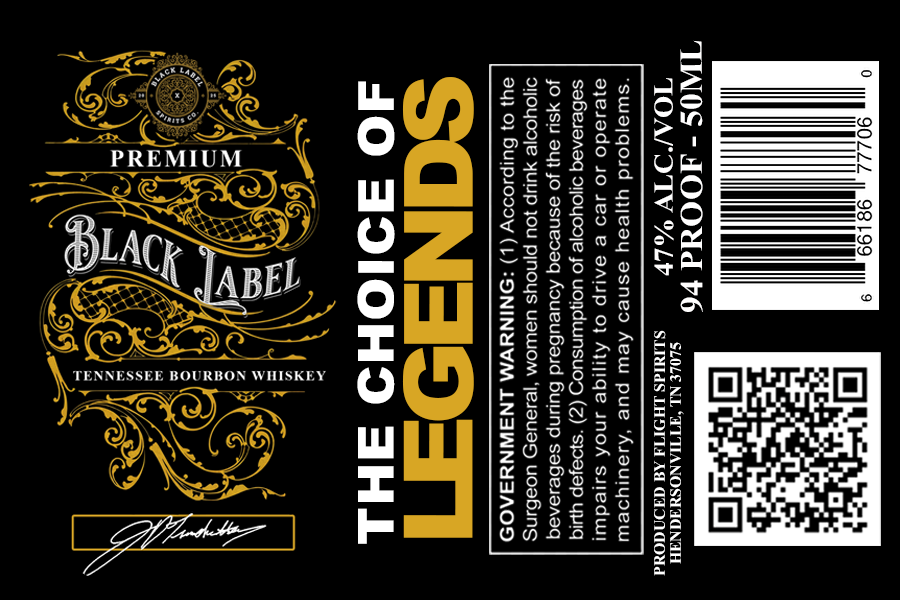 BLACK LABEL
X
SPIRITS CO.
PREMIUM
BLACK LABEL
TENNESSEE BOURBON WHISKEY
THE CHOICE OF
LEGENDS
GOVERNMENT WARNING: (1) According to the
Surgeon General, women should not drink alcoholic
beverages during pregnancy because of the risk of
birth defects. (2) Consumption of alcoholic beverages
impairs your ability to drive a car or operate
machinery, and may cause health problems.
47% ALC./VOL
94 PROOF - 50ML
6 66186 77706 0
PRODUCED BY FLIGHT SPIRITS
HENDERSONVILLE, TN 37075